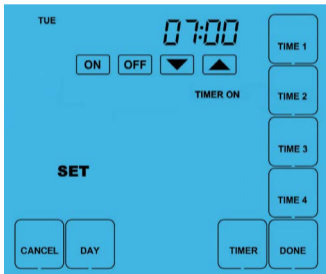 TUE
07:00
TIME 1
ON OFF
TIMER ON
TIME 2
TIME 3
SET
TIME 4
CANCEL DAY TIMER DONE